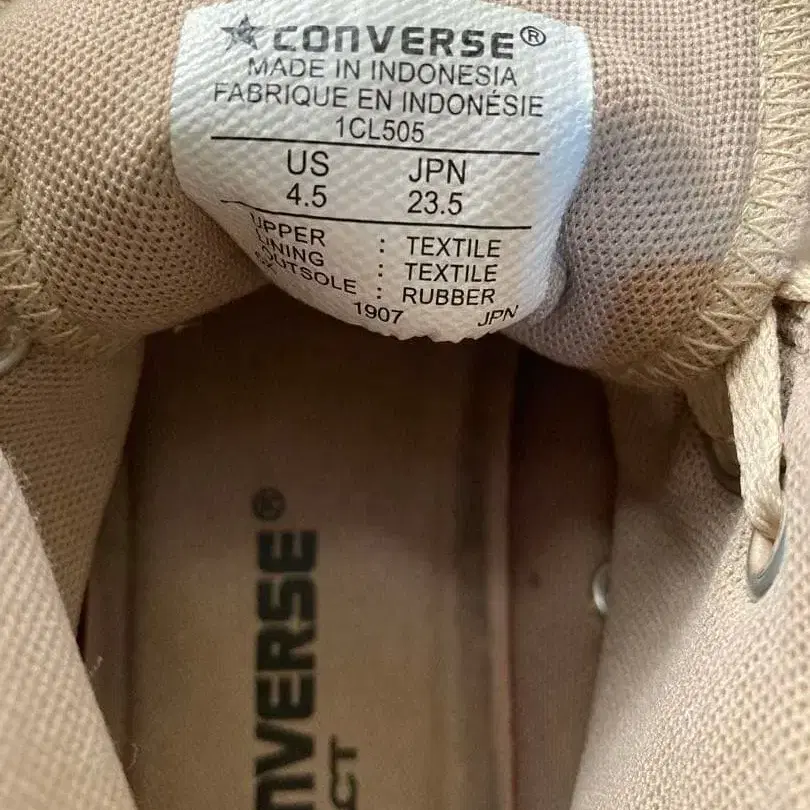 CONVERSE®
MADE IN INDONESIA
FABRIQUE EN INDONÉSIE
1CL505
US JPN
4.5 23.5
UPPER : TEXTILE
LINING : TEXTILE
OUTSOLE : RUBBER
1907 JPN
CONVERSE®